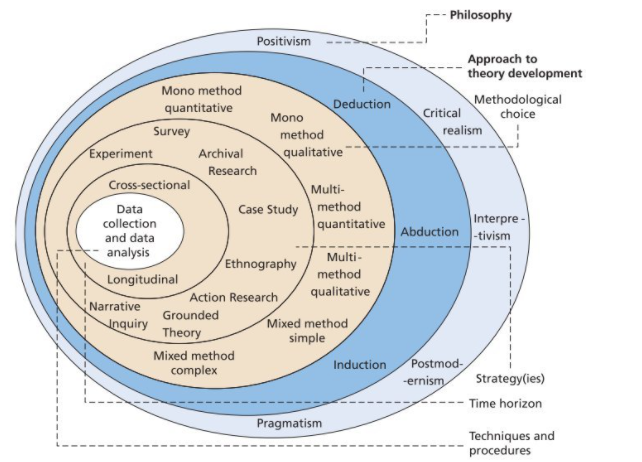 Philosophy
Positivism
Approach to
theory development
Mono method
quantitative
Deduction
Methodological
choice
Mono
method
qualitative
Critical
realism
Survey
Experiment
Archival
Research
Cross-sectional
Multi-
method
quantitative
Data
collection
and data
analysis
Case Study
Abduction
Interpre-
-tivism
Ethnography
Multi-
method
qualitative
Longitudinal
Action Research
Narrative
Inquiry
Grounded
Theory
Mixed method
simple
Mixed method
complex
Induction
Postmod-
-ernism
Strategy(ies)
Time horizon
Pragmatism
Techniques and
procedures